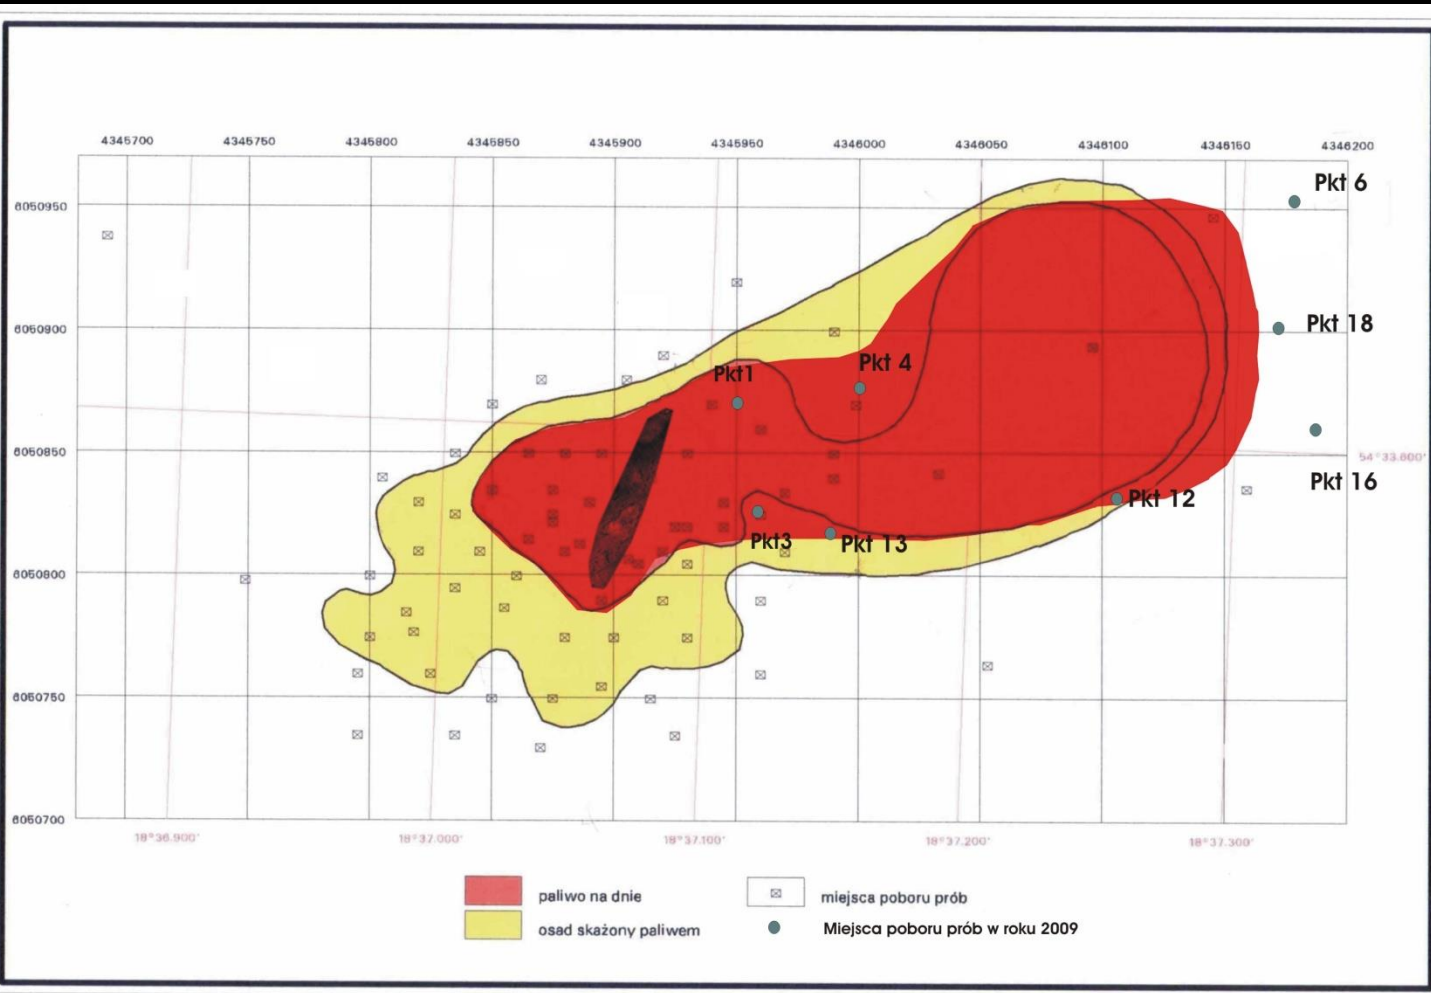 4345700 4345750 4345800 4345850 4345900 4345950 4346000 4346050 4346100 4346150 4346200
Pkt 6
6050950
6050900
Pkt 18
Pkt1
Pkt 4
6050850
54°33.600'
Pkt 16
Pkt 12
Pkt3
Pkt 13
6050800
6050750
6050700
18°36.900' 18°37.000' 18°37.100' 18°37.200' 18°37.300'
paliwo na dnie
miejsca poboru prób
osad skażony paliwem
Miejsca poboru prób w roku 2009